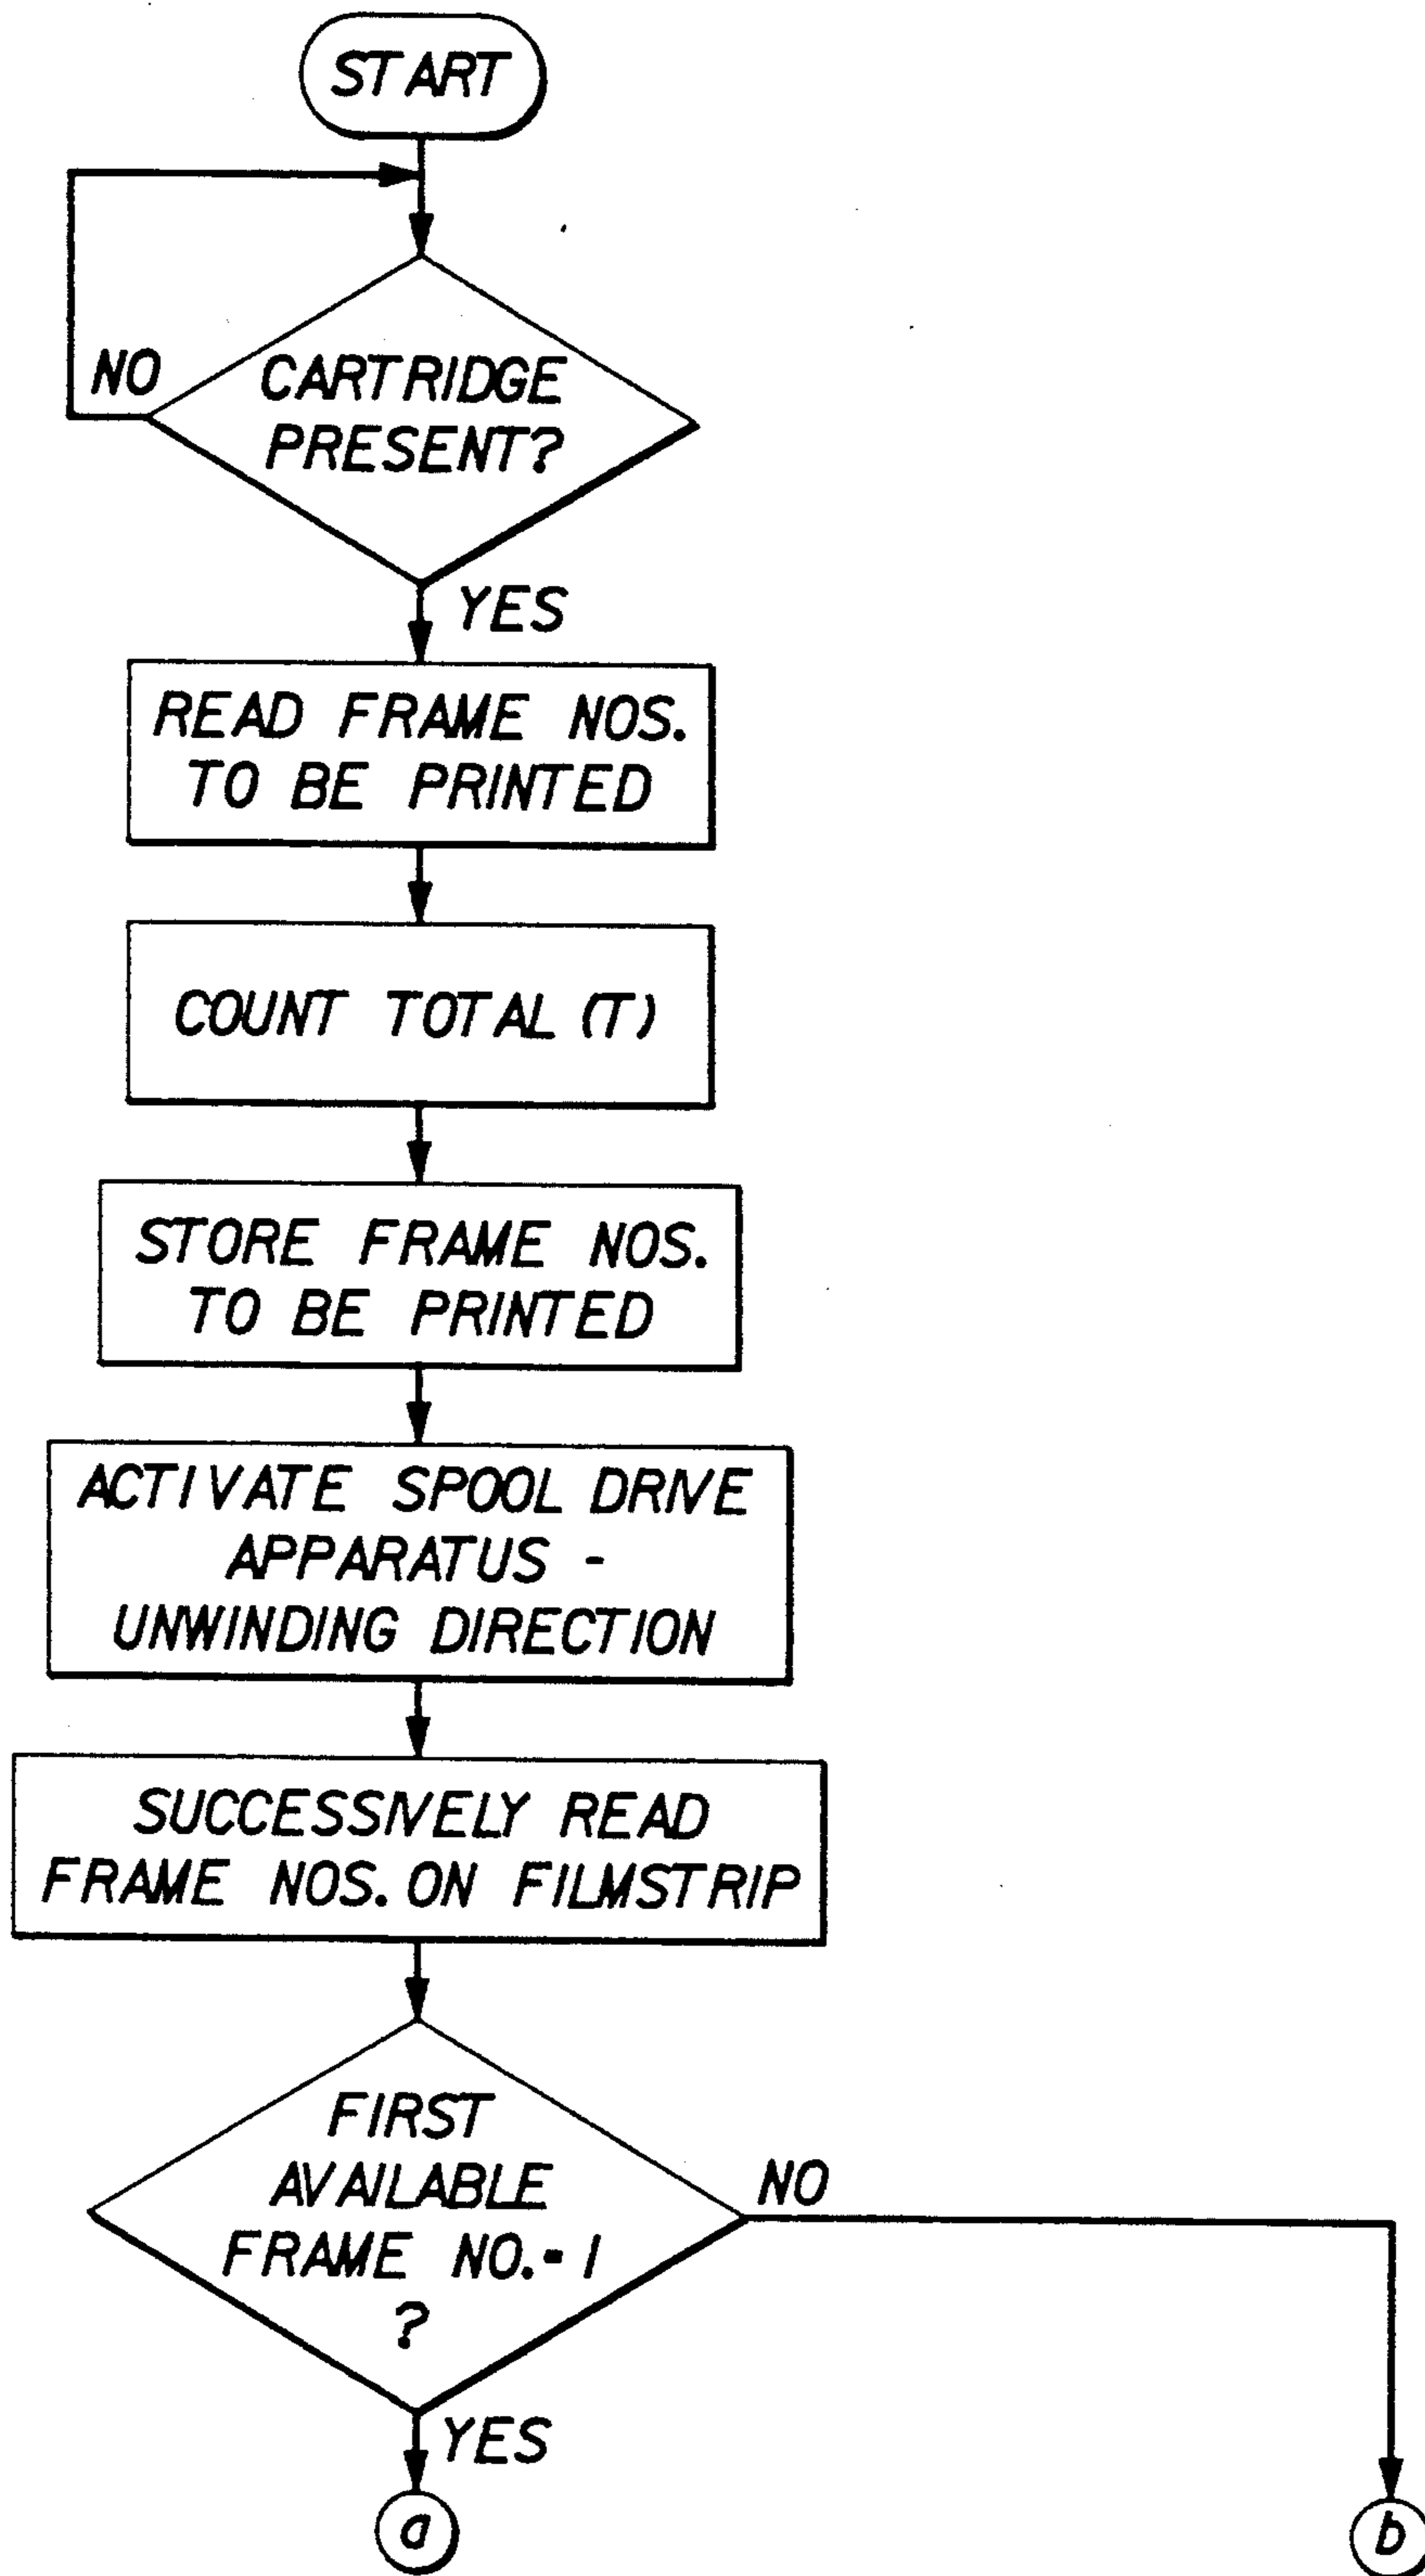 START
NO
CARTRIDGE
PRESENT?
YES
READ FRAME NOS.
TO BE PRINTED
COUNT TOTAL (T)
STORE FRAME NOS.
TO BE PRINTED
ACTIVATE SPOOL DRIVE
APPARATUS -
UNWINDING DIRECTION
SUCCESSIVELY READ
FRAME NOS. ON FILMSTRIP
FIRST
AVAILABLE
FRAME NO.= 1
?
NO
YES
a
b